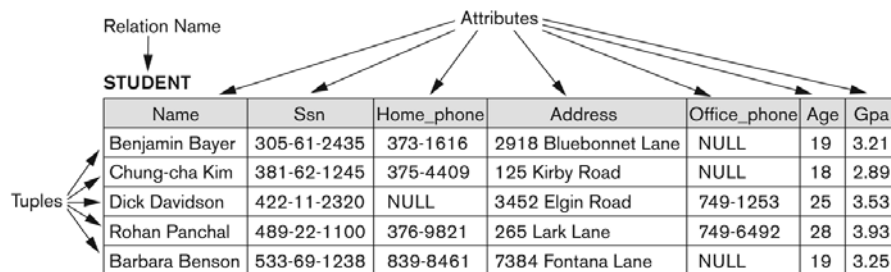 Attributes
Relation Name
STUDENT
Name Ssn Home_phone Address Office_phone Age Gpa
Benjamin Bayer 305-61-2435 373-1616 2918 Bluebonnet Lane NULL 19 3.21
Chung-cha Kim 381-62-1245 375-4409 125 Kirby Road NULL 18 2.89
Tuples Dick Davidson 422-11-2320 NULL 3452 Elgin Road 749-1253 25 3.53
Rohan Panchal 489-22-1100 376-9821 265 Lark Lane 749-6492 28 3.93
Barbara Benson 533-69-1238 839-8461 7384 Fontana Lane NULL 19 3.25